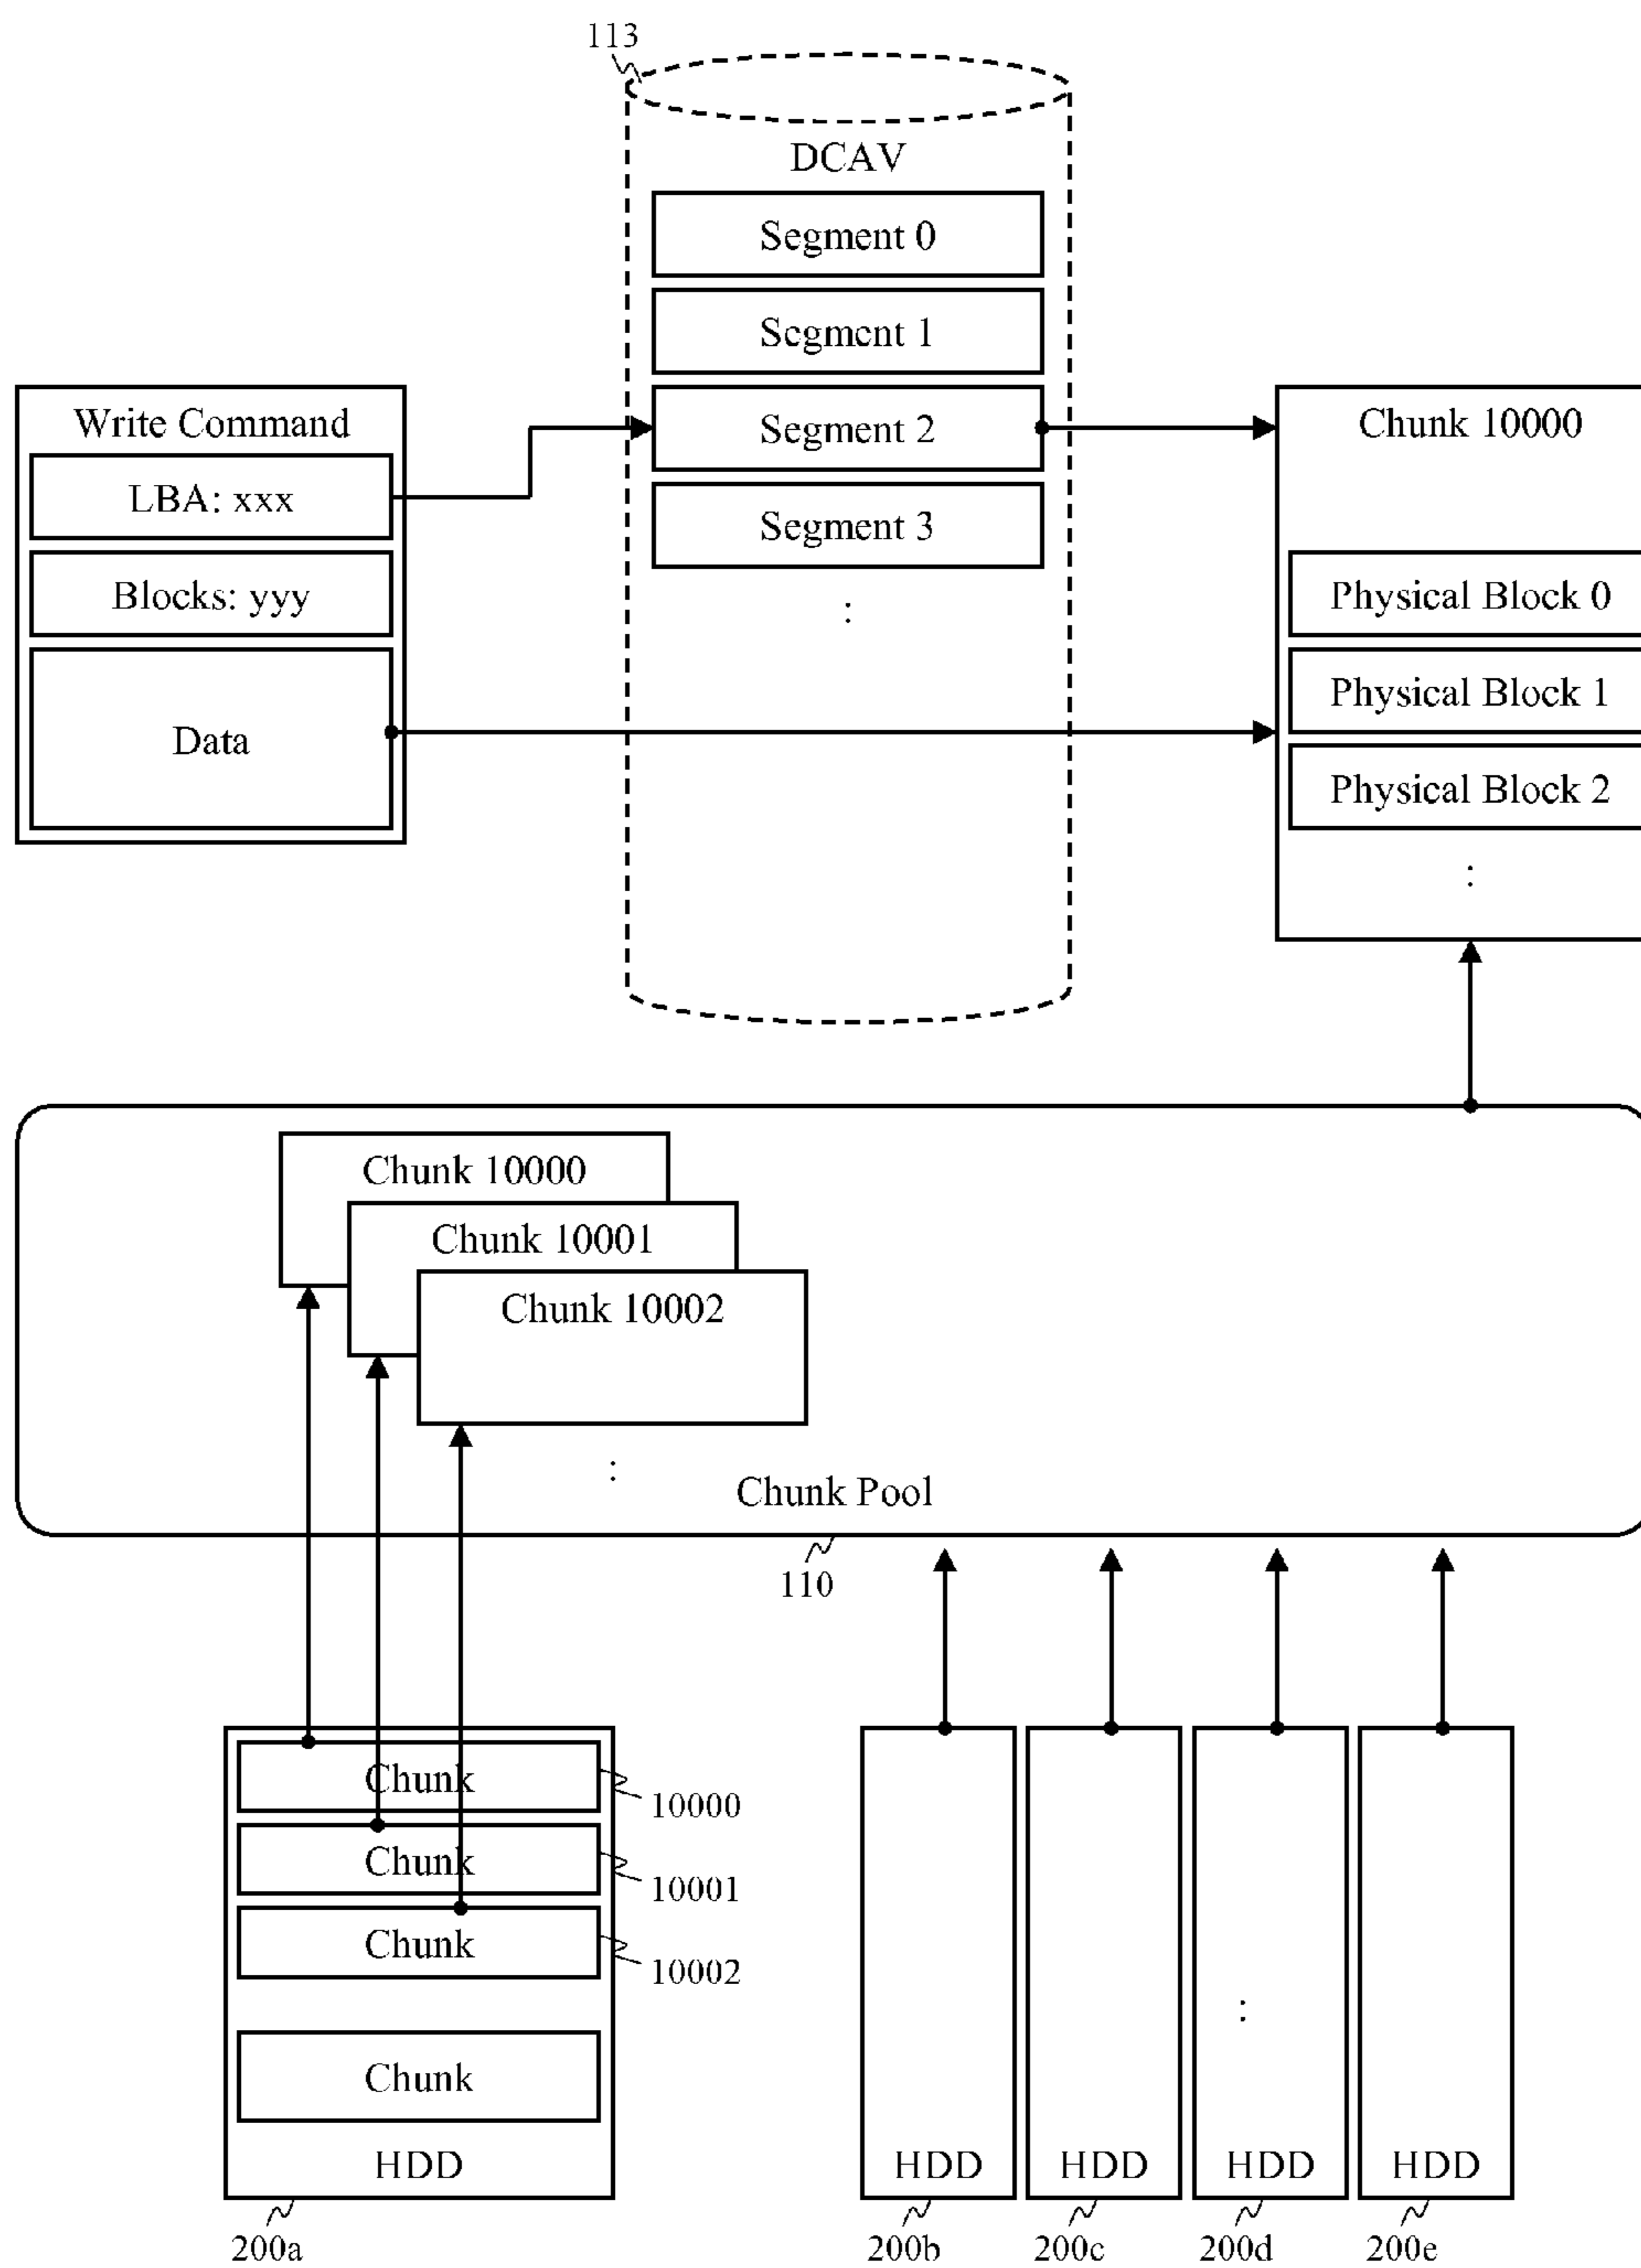 113
DCAV
Segment 0
Segment 1
Write Command
Segment 2
Chunk 10000
LBA: xxx
Segment 3
Blocks: yyy
:
Physical Block 0
Physical Block 1
Data
Physical Block 2
:
Chunk 10000
Chunk 10001
Chunk 10002
:
Chunk Pool
110
Chunk
10000
Chunk
10001
Chunk
10002
:
Chunk
HDD
HDD
HDD
HDD
HDD
200a
200b
200c
200d
200e